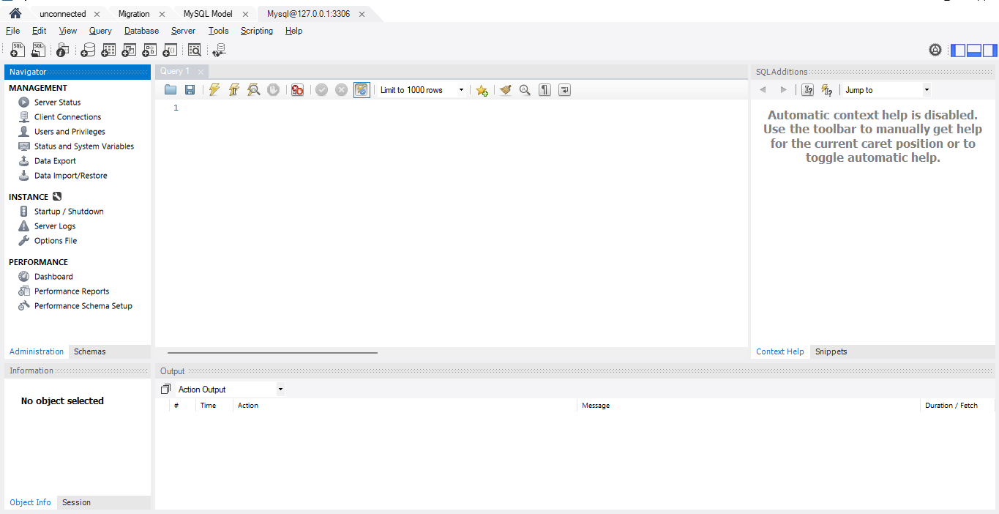 unconnected
Migration
MySQL Model
Mysql@127.0.0.1:3306
File Edit View Query Database Server Tools Scripting Help
Navigator
MANAGEMENT
Server Status
Client Connections
Users and Privileges
Status and System Variables
Data Export
Data Import/Restore
INSTANCE
Startup / Shutdown
Server Logs
Options File
PERFORMANCE
Dashboard
Performance Reports
Performance Schema Setup
Administration Schemas
Information
No object selected
Object Info Session
Query 1
Limit to 1000 rows
1
Output
Action Output
# Time Action Message Duration / Fetch
SQLAdditions
Jump to
Automatic context help is disabled.
Use the toolbar to manually get help
for the current caret position or to
toggle automatic help.
Context Help Snippets